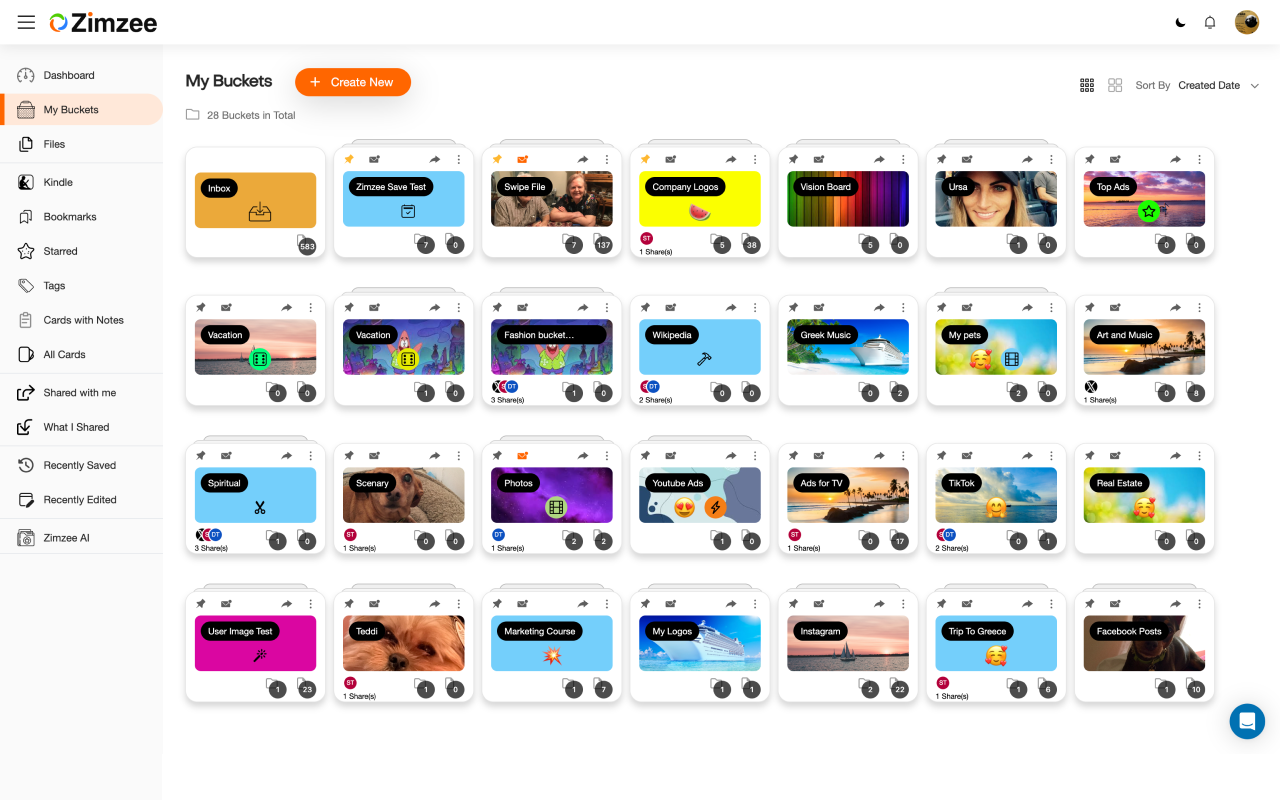 Zimzee
Dashboard
My Buckets
Files
Kindle
Bookmarks
Starred
Tags
Cards with Notes
All Cards
Shared with me
What I Shared
Recently Saved
Recently Edited
Zimzee AI
My Buckets
+ Create New
Sort By Created Date
28 Buckets in Total
Inbox
583
Zimzee Save Test
7 0
Swipe File
7 137
Company Logos
ST
1 Share(s)
5 38
Vision Board
5 0
Ursa
1 0
Top Ads
0 0
Vacation
0 0
Vacation
1 0
Fashion bucket...
DT
3 Share(s)
1 0
Wikipedia
DT
2 Share(s)
0 0
Greek Music
0 2
My pets
2 0
Art and Music
X
1 Share(s)
0 8
Spiritual
DT
3 Share(s)
1 0
Scenary
ST
1 Share(s)
0 0
Photos
DT
1 Share(s)
2 2
Youtube Ads
1 0
Ads for TV
ST
1 Share(s)
0 17
TikTok
DT
2 Share(s)
0 1
Real Estate
0 0
User Image Test
1 23
Teddi
ST
1 Share(s)
1 0
Marketing Course
1 7
My Logos
1 1
Instagram
2 22
Trip To Greece
ST
1 Share(s)
1 6
Facebook Posts
1 10